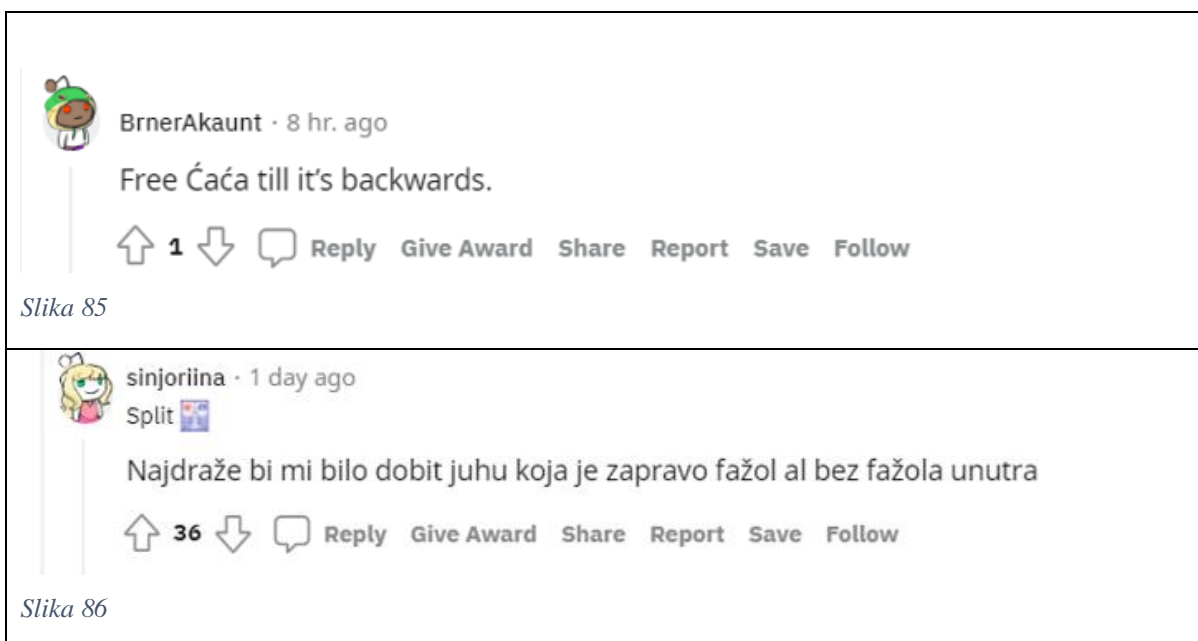 BrnerAkaunt · 8 hr. ago
Free Ćaća till it's backwards.
1 Reply Give Award Share Report Save Follow
Slika 85
sinjoriina · 1 day ago
Split
Najdraže bi mi bilo dobit juhu koja je zapravo fažol al bez fažola unutra
36 Reply Give Award Share Report Save Follow
Slika 86